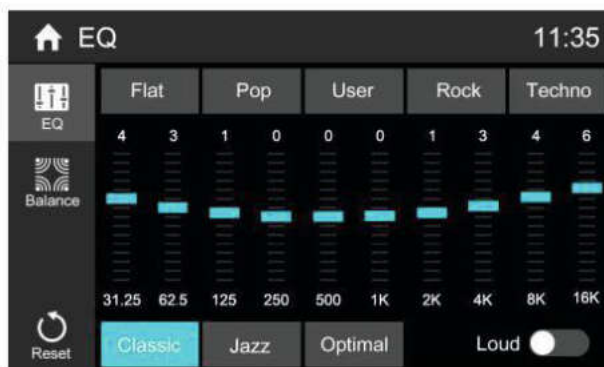 EQ 11:35
Flat Pop User Rock Techno
EQ
4 3 1 0 0 0 1 3 4 6
Balance
31.25 62.5 125 250 500 1K 2K 4K 8K 16K
Reset Classic Jazz Optimal Loud